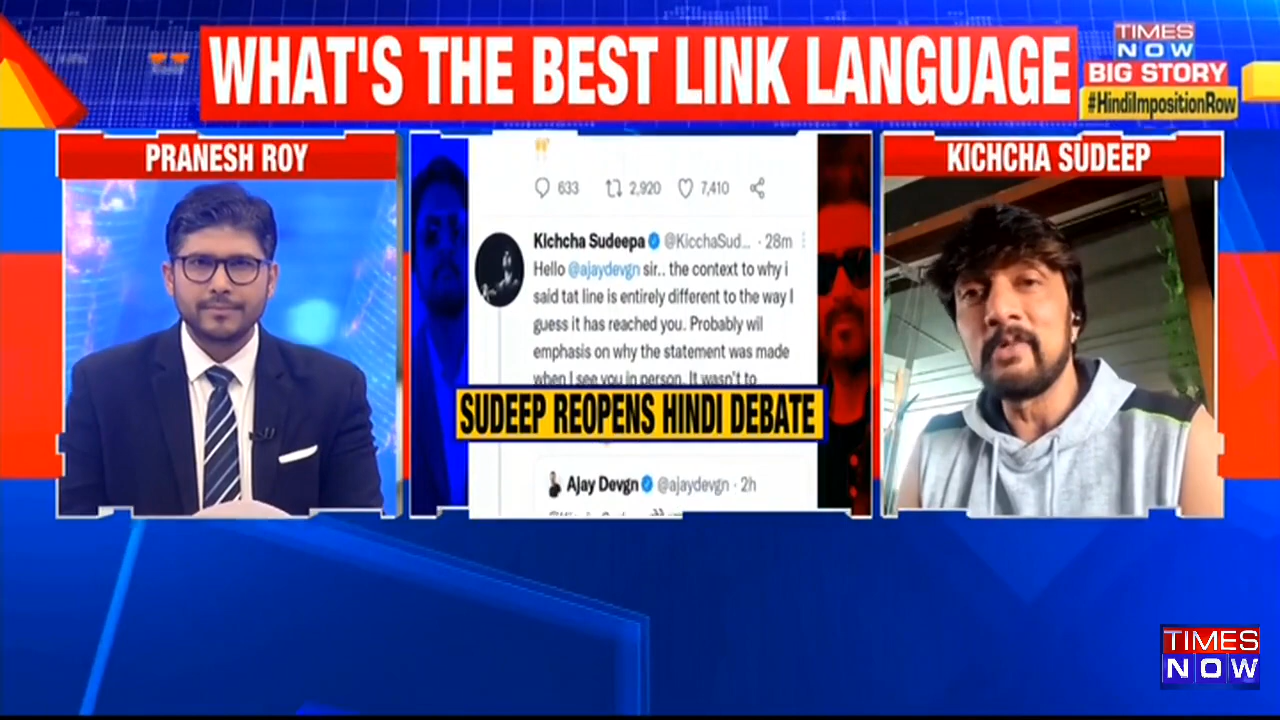 WHAT'S THE BEST LINK LANGUAGE
TIMES
NOW
BIG STORY
#HindiImpositionRow
PRANESH ROY
KICHCHA SUDEEP
633 2,920 7,410
Kichcha Sudeepa @KicchaSud... · 28m
Hello @ajaydevgn sir.. the context to why i
said tat line is entirely different to the way I
guess it has reached you. Probably wil
emphasis on why the statement was made
when I see you in person. It wasn't to
SUDEEP REOPENS HINDI DEBATE
Ajay Devgn @ajaydevgn · 2h
TIMES
NOW